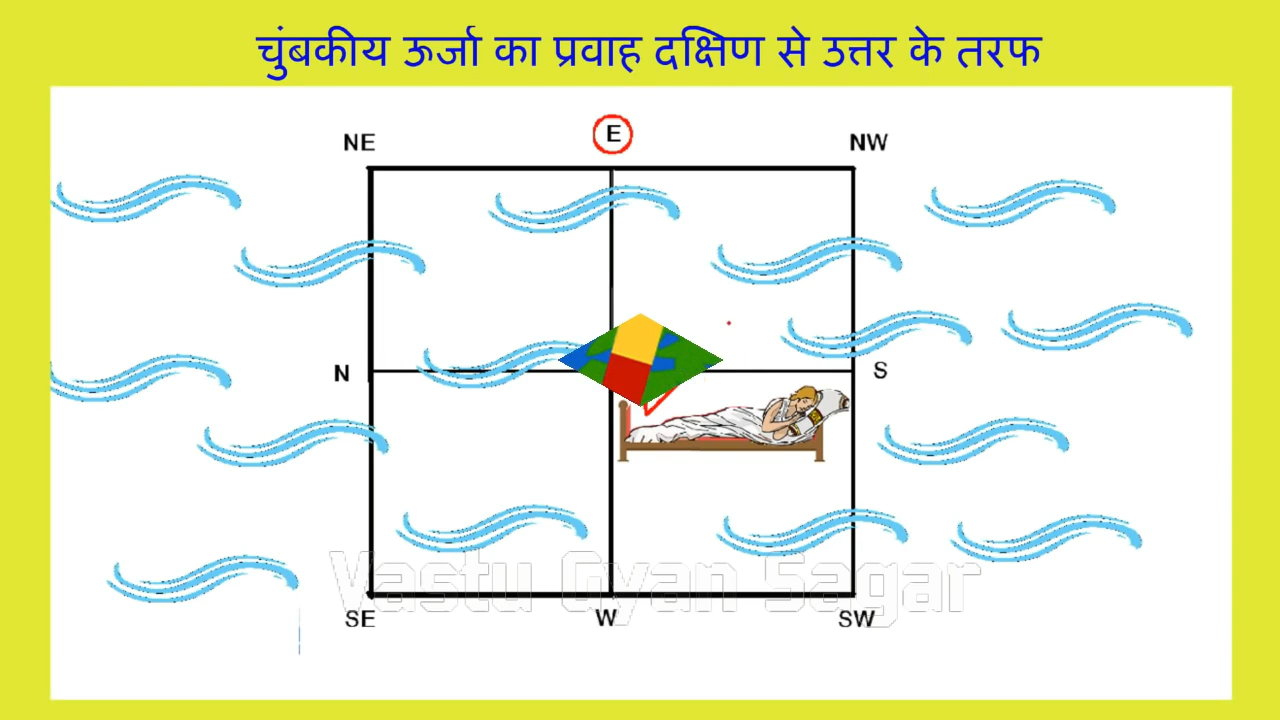 चुंबकीय ऊर्जा का प्रवाह दक्षिण से उत्तर के तरफ
NE E NW
N S
Vastu Gyan Sagar
SE W SW